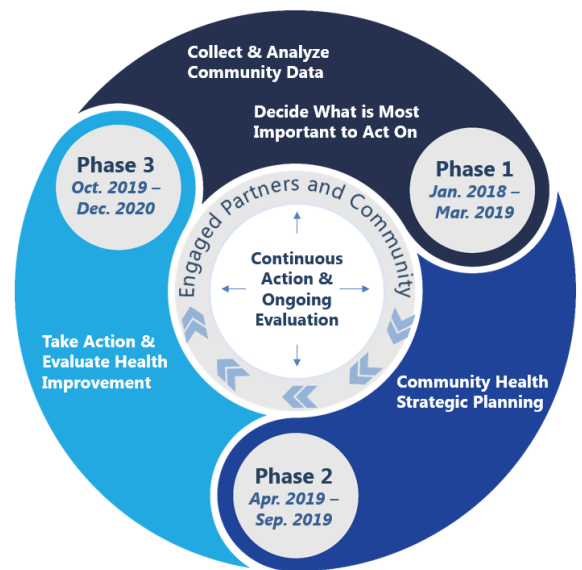 Collect & Analyze
Community Data
Decide What is Most
Important to Act On
Phase 1
Jan. 2018 –
Mar. 2019
Phase 3
Oct. 2019 –
Dec. 2020
Engaged Partners and Community
Continuous
Action &
Ongoing
Evaluation
Take Action &
Evaluate Health
Improvement
Community Health
Strategic Planning
Phase 2
Apr. 2019 –
Sep. 2019